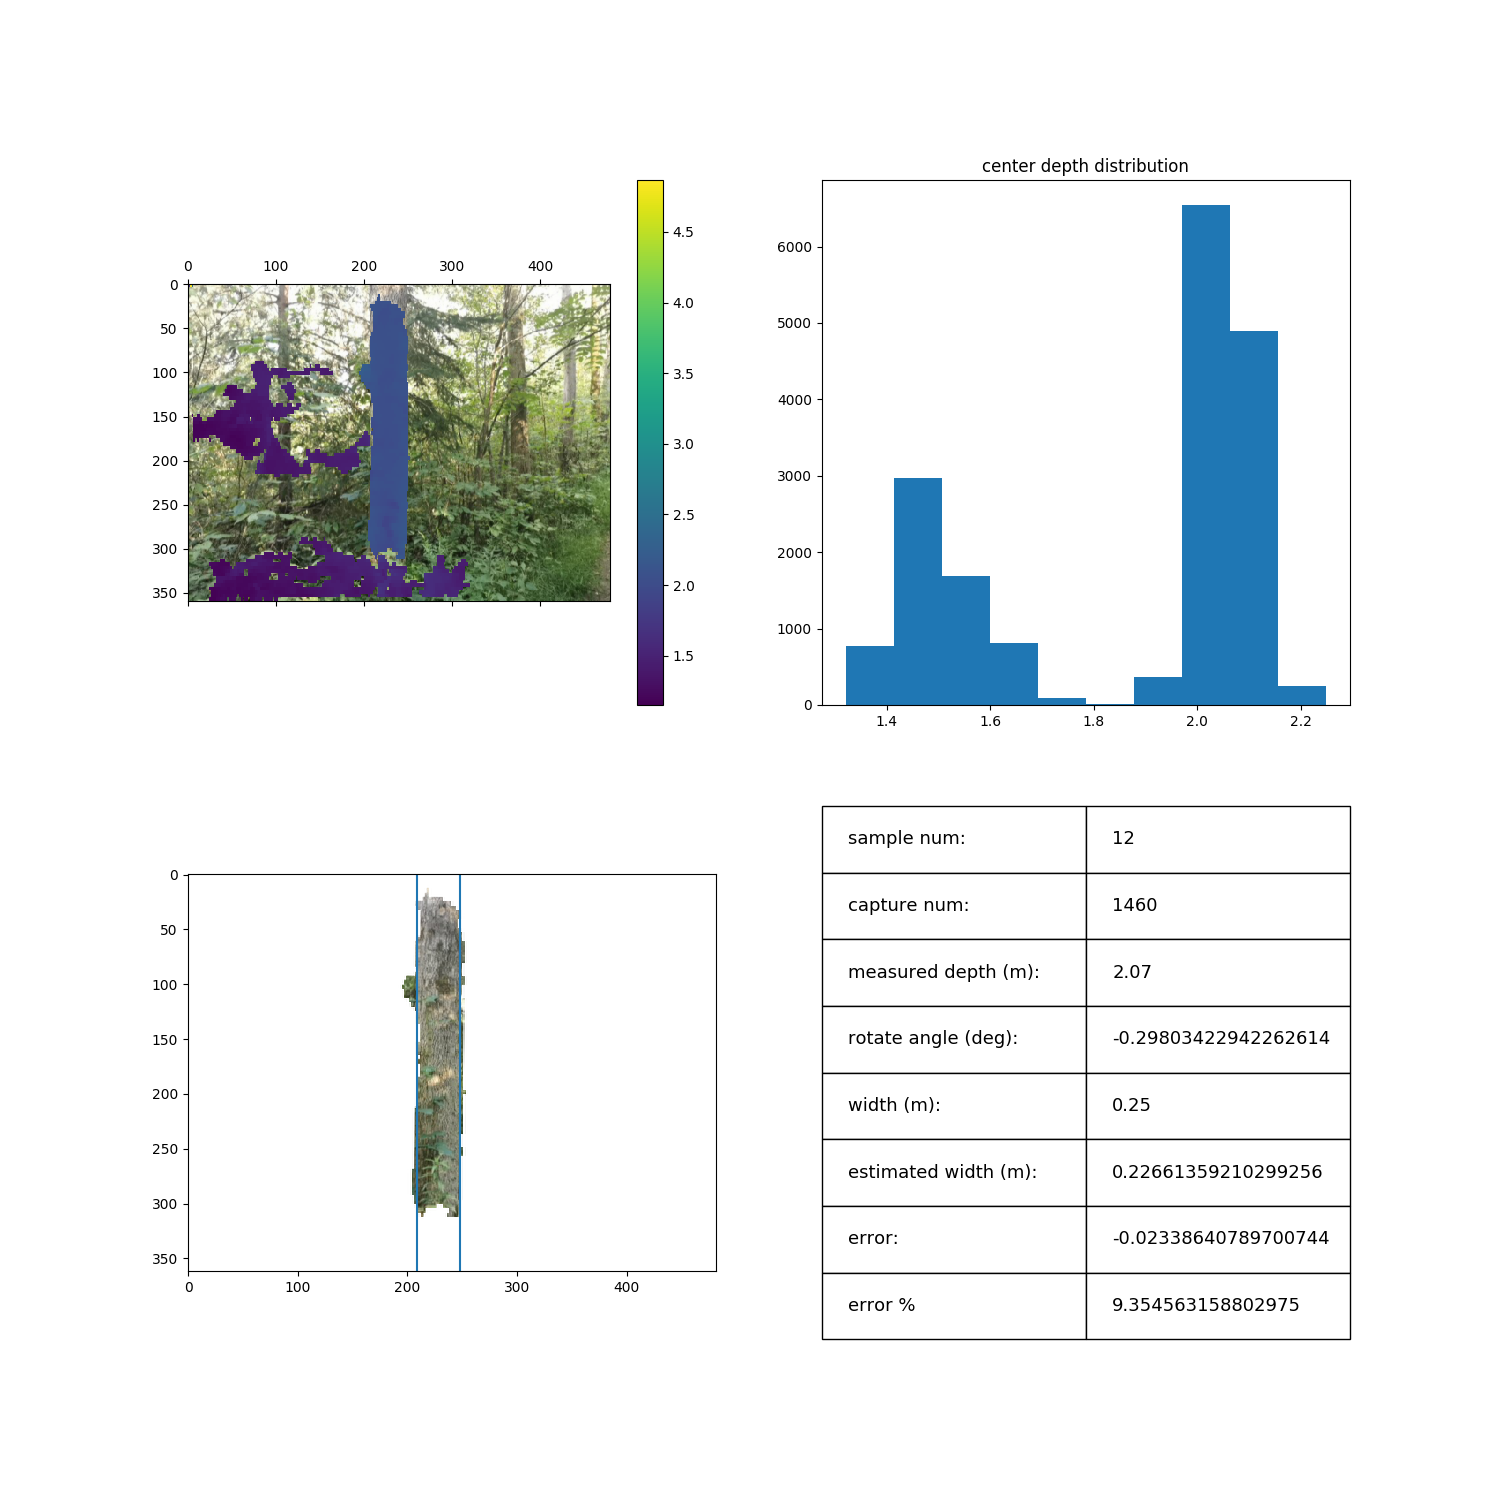 0 100 200 300 400
0
50
100
150
200
250
300
350
4.5
4.0
3.5
3.0
2.5
2.0
1.5
center depth distribution
6000
5000
4000
3000
2000
1000
0
1.4 1.6 1.8 2.0 2.2
0
50
100
150
200
250
300
350
0 100 200 300 400
sample num: 12
capture num: 1460
measured depth (m): 2.07
rotate angle (deg): -0.29803422942262614
width (m): 0.25
estimated width (m): 0.22661359210299256
error: -0.02338640789700744
error % 9.354563158802975